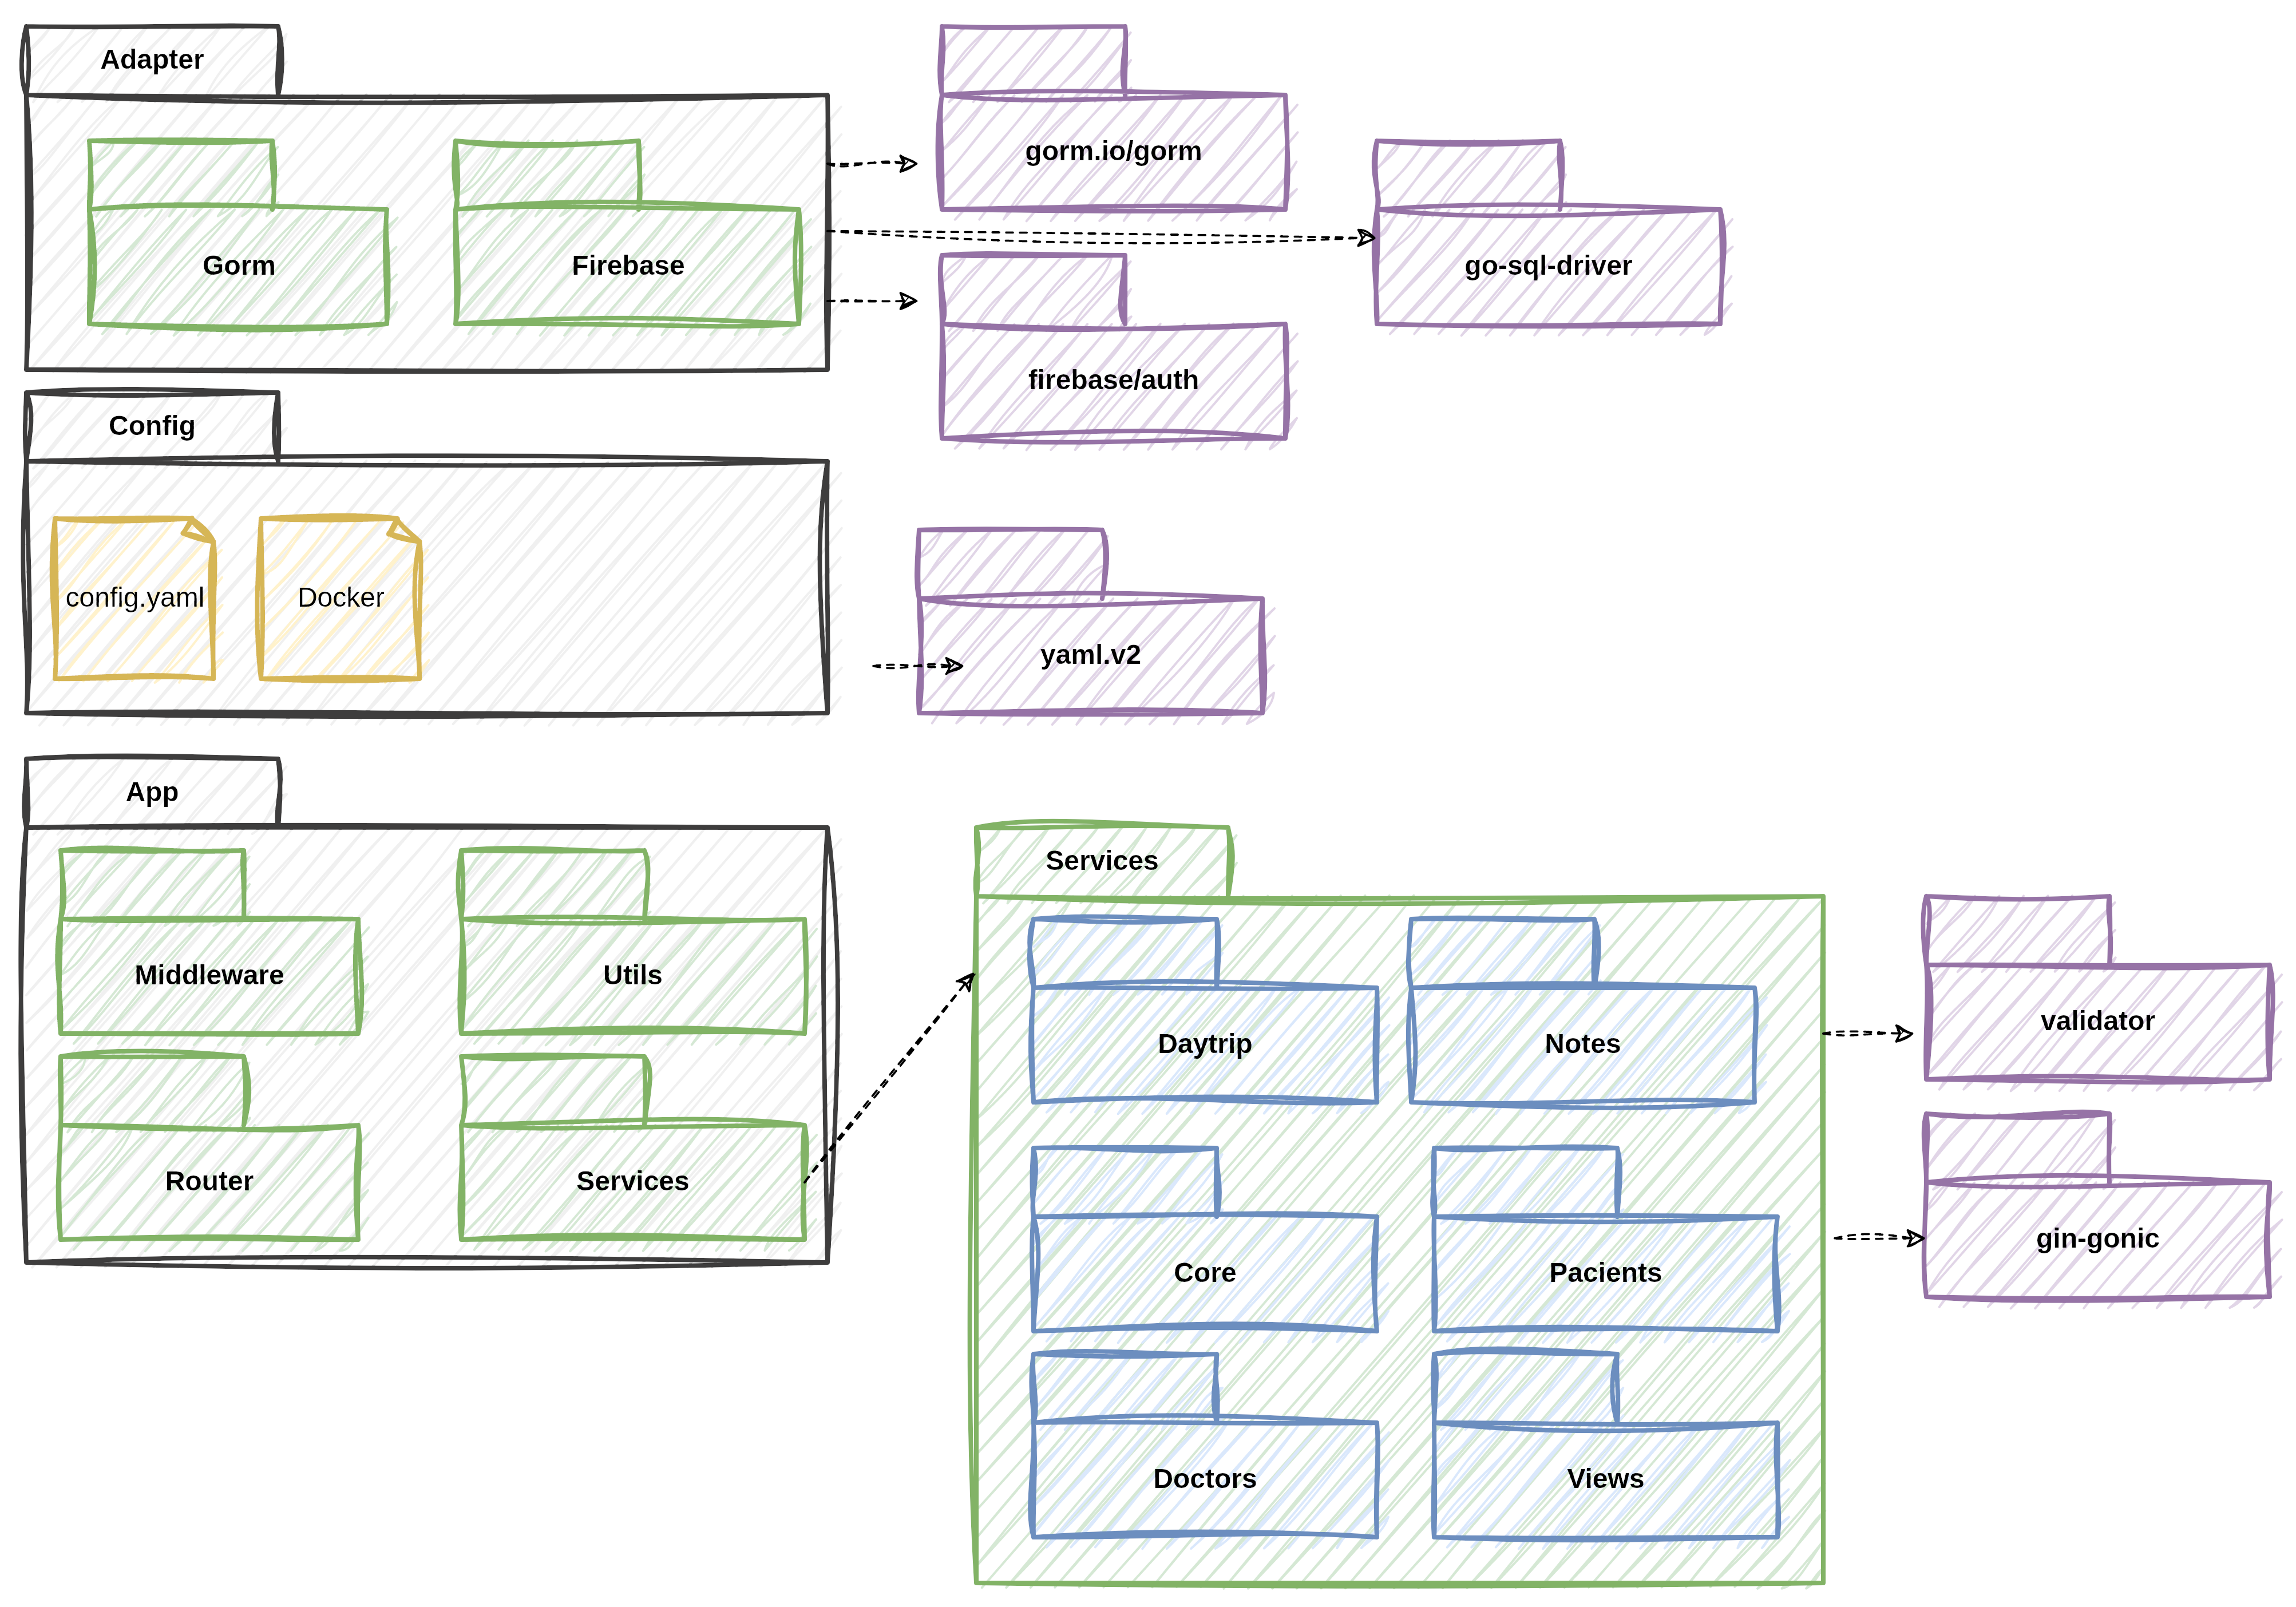 Adapter
Gorm
Firebase
gorm.io/gorm
go-sql-driver
firebase/auth
Config
config.yaml
Docker
yaml.v2
App
Middleware
Utils
Router
Services
Services
Daytrip
Notes
Core
Pacients
Doctors
Views
validator
gin-gonic